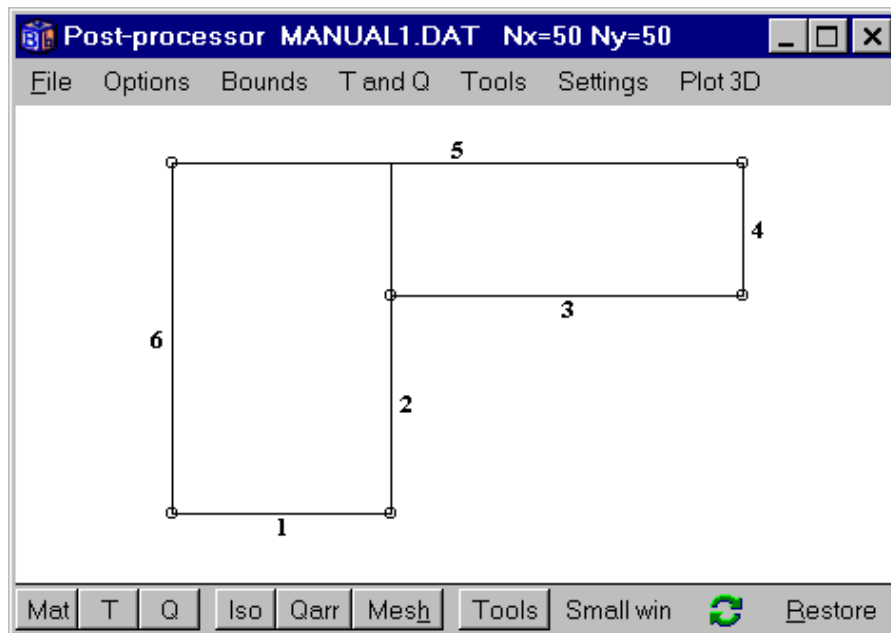 Post-processor MANUAL1.DAT Nx=50 Ny=50
File Options Bounds T and Q Tools Settings Plot 3D
5
4
3
6
2
1
Mat T Q Iso Qarr Mesh Tools Small win Restore